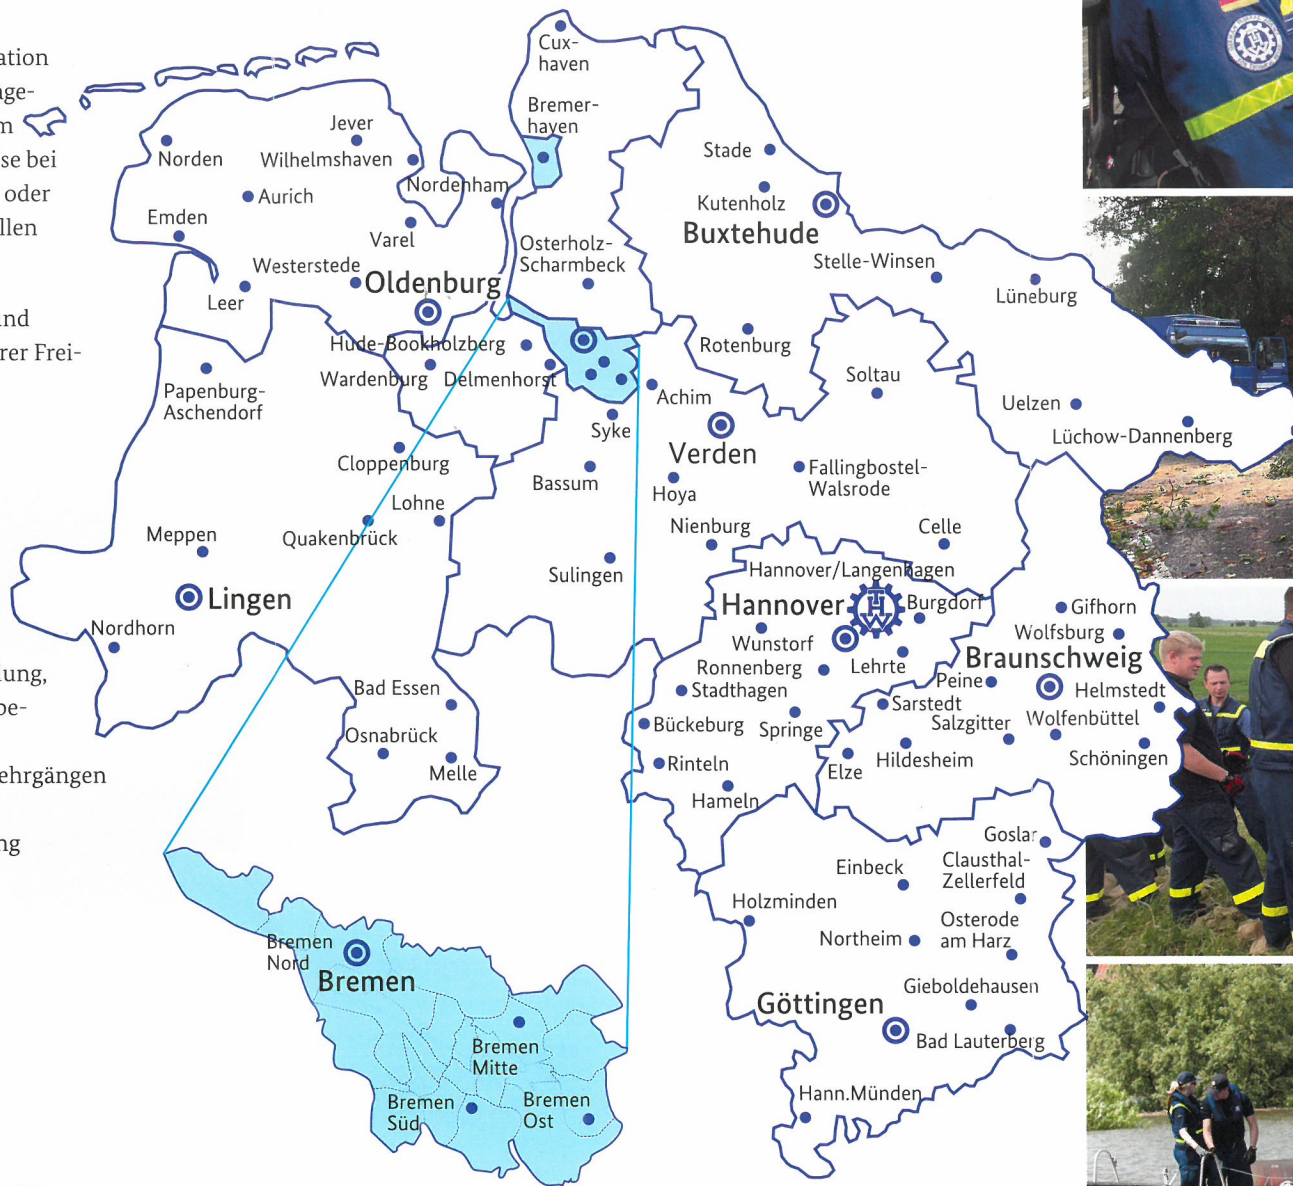 ation
nge-
m
se bei
oder
llen
nd
rer Frei-
lung,
be-
ehrgängen
ng
Cux-
haven
Bremer-
haven
Jever
Norden
Wilhelmshaven
Stade
Nordenham
Aurich
Kutenholz
Emden
Varel
Buxtehude
Osterholz-
Scharmbeck
Westerstede
Stelle-Winsen
Oldenburg
Leer
Lüneburg
Hude-Bookholzberg
Rotenburg
Wardenburg
Delmenhorst
Soltau
Papenburg-
Aschendorf
Achim
Uelzen
Syke
Lüchow-Dannenberg
Verden
Cloppenburg
Fallingbostel-
Walsrode
Bassum
Hoya
Lohne
Nienburg
Celle
Meppen
Quakenbrück
Sulingen
Hannover/Langenhagen
Lingen
Hannover
THW
Burgdorf
Gifhorn
Nordhorn
Wunstorf
Wolfsburg
Ronnenberg
Lehrte
Braunschweig
Peine
Bad Essen
Stadthagen
Helmstedt
Sarstedt
Bückeburg
Springe
Salzgitter
Wolfenbüttel
Osnabrück
Hildesheim
Schöningen
Rinteln
Elze
Melle
Hameln
Goslar
Einbeck
Clausthal-
Zellerfeld
Holzminden
Northeim
Osterode
am Harz
Bremen
Nord
Bremen
Gieboldehausen
Göttingen
Bad Lauterberg
Bremen
Mitte
Hann.Münden
Bremen
Süd
Bremen
Ost